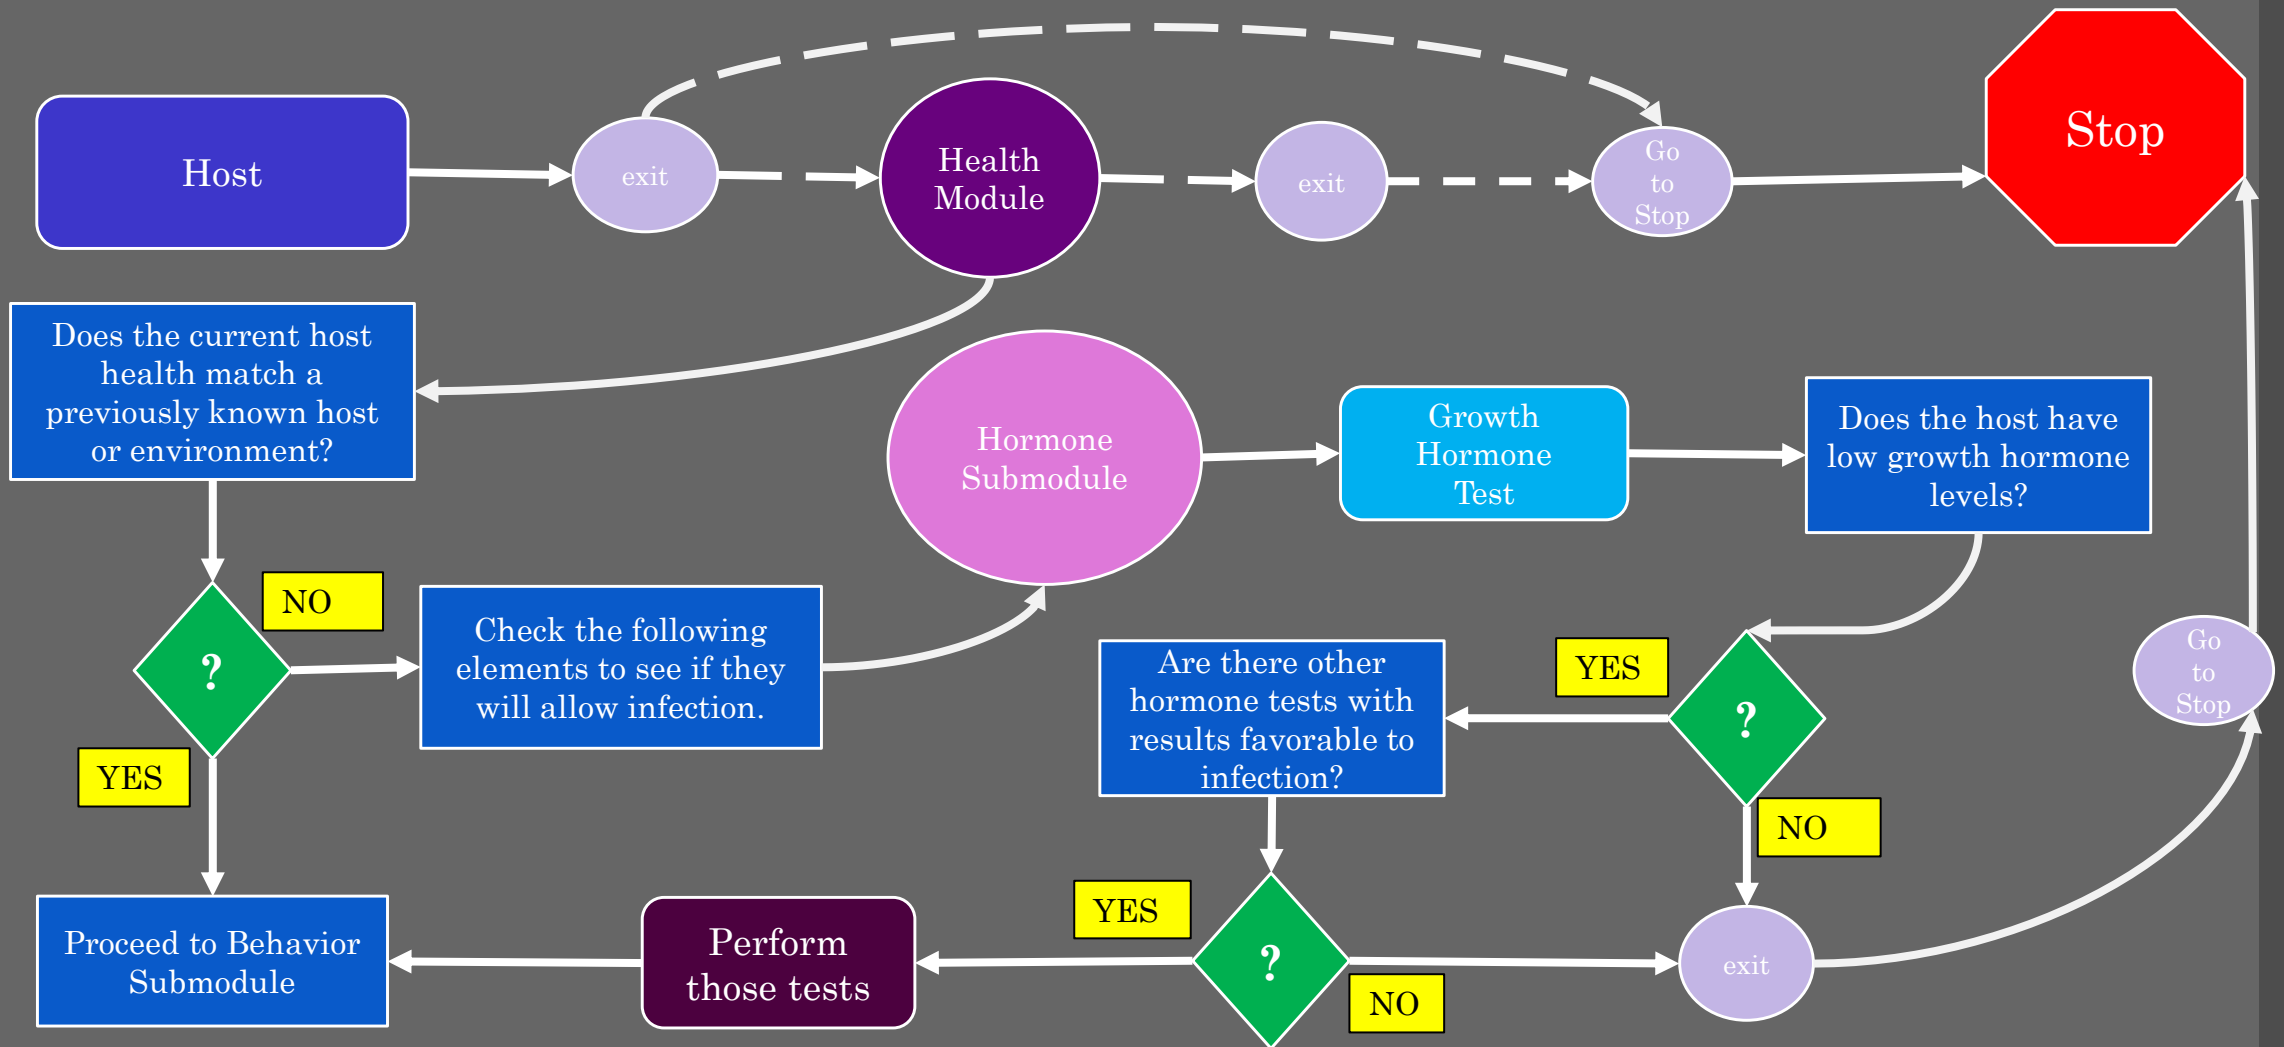 Host
exit
Health
Module
exit
Go
to
Stop
Stop
Does the current host
health match a
previously known host
or environment?
Hormone
Submodule
Growth
Hormone
Test
Does the host have
low growth hormone
levels?
NO
?
YES
Check the following
elements to see if they
will allow infection.
Are there other
hormone tests with
results favorable to
infection?
YES
?
NO
Go
to
Stop
Proceed to Behavior
Submodule
Perform
those tests
YES
?
NO
exit